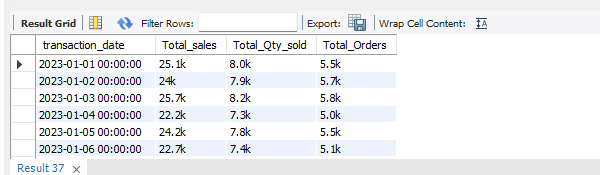 Result Grid Filter Rows: Export: Wrap Cell Content:
transaction_date Total_sales Total_Qty_sold Total_Orders
2023-01-01 00:00:00 25.1k 8.0k 5.5k
2023-01-02 00:00:00 24k 7.9k 5.7k
2023-01-03 00:00:00 25.7k 8.2k 5.8k
2023-01-04 00:00:00 22.2k 7.3k 5.0k
2023-01-05 00:00:00 24.2k 7.8k 5.5k
2023-01-06 00:00:00 22.7k 7.4k 5.1k
Result 37 ×